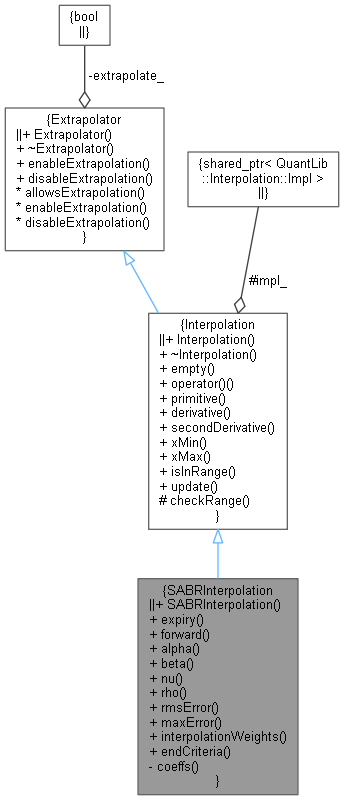 {bool
||}
-extrapolate_
{Extrapolator
||+ Extrapolator()
+ ~Extrapolator()
+ enableExtrapolation()
+ disableExtrapolation()
* allowsExtrapolation()
* enableExtrapolation()
* disableExtrapolation()
}
{shared_ptr< QuantLib
::Interpolation::Impl >
||}
#impl_
{Interpolation
||+ Interpolation()
+ ~Interpolation()
+ empty()
+ operator()()
+ primitive()
+ derivative()
+ secondDerivative()
+ xMin()
+ xMax()
+ isInRange()
+ update()
# checkRange()
}
{SABRInterpolation
||+ SABRInterpolation()
+ expiry()
+ forward()
+ alpha()
+ beta()
+ nu()
+ rho()
+ rmsError()
+ maxError()
+ interpolationWeights()
+ endCriteria()
- coeffs()
}